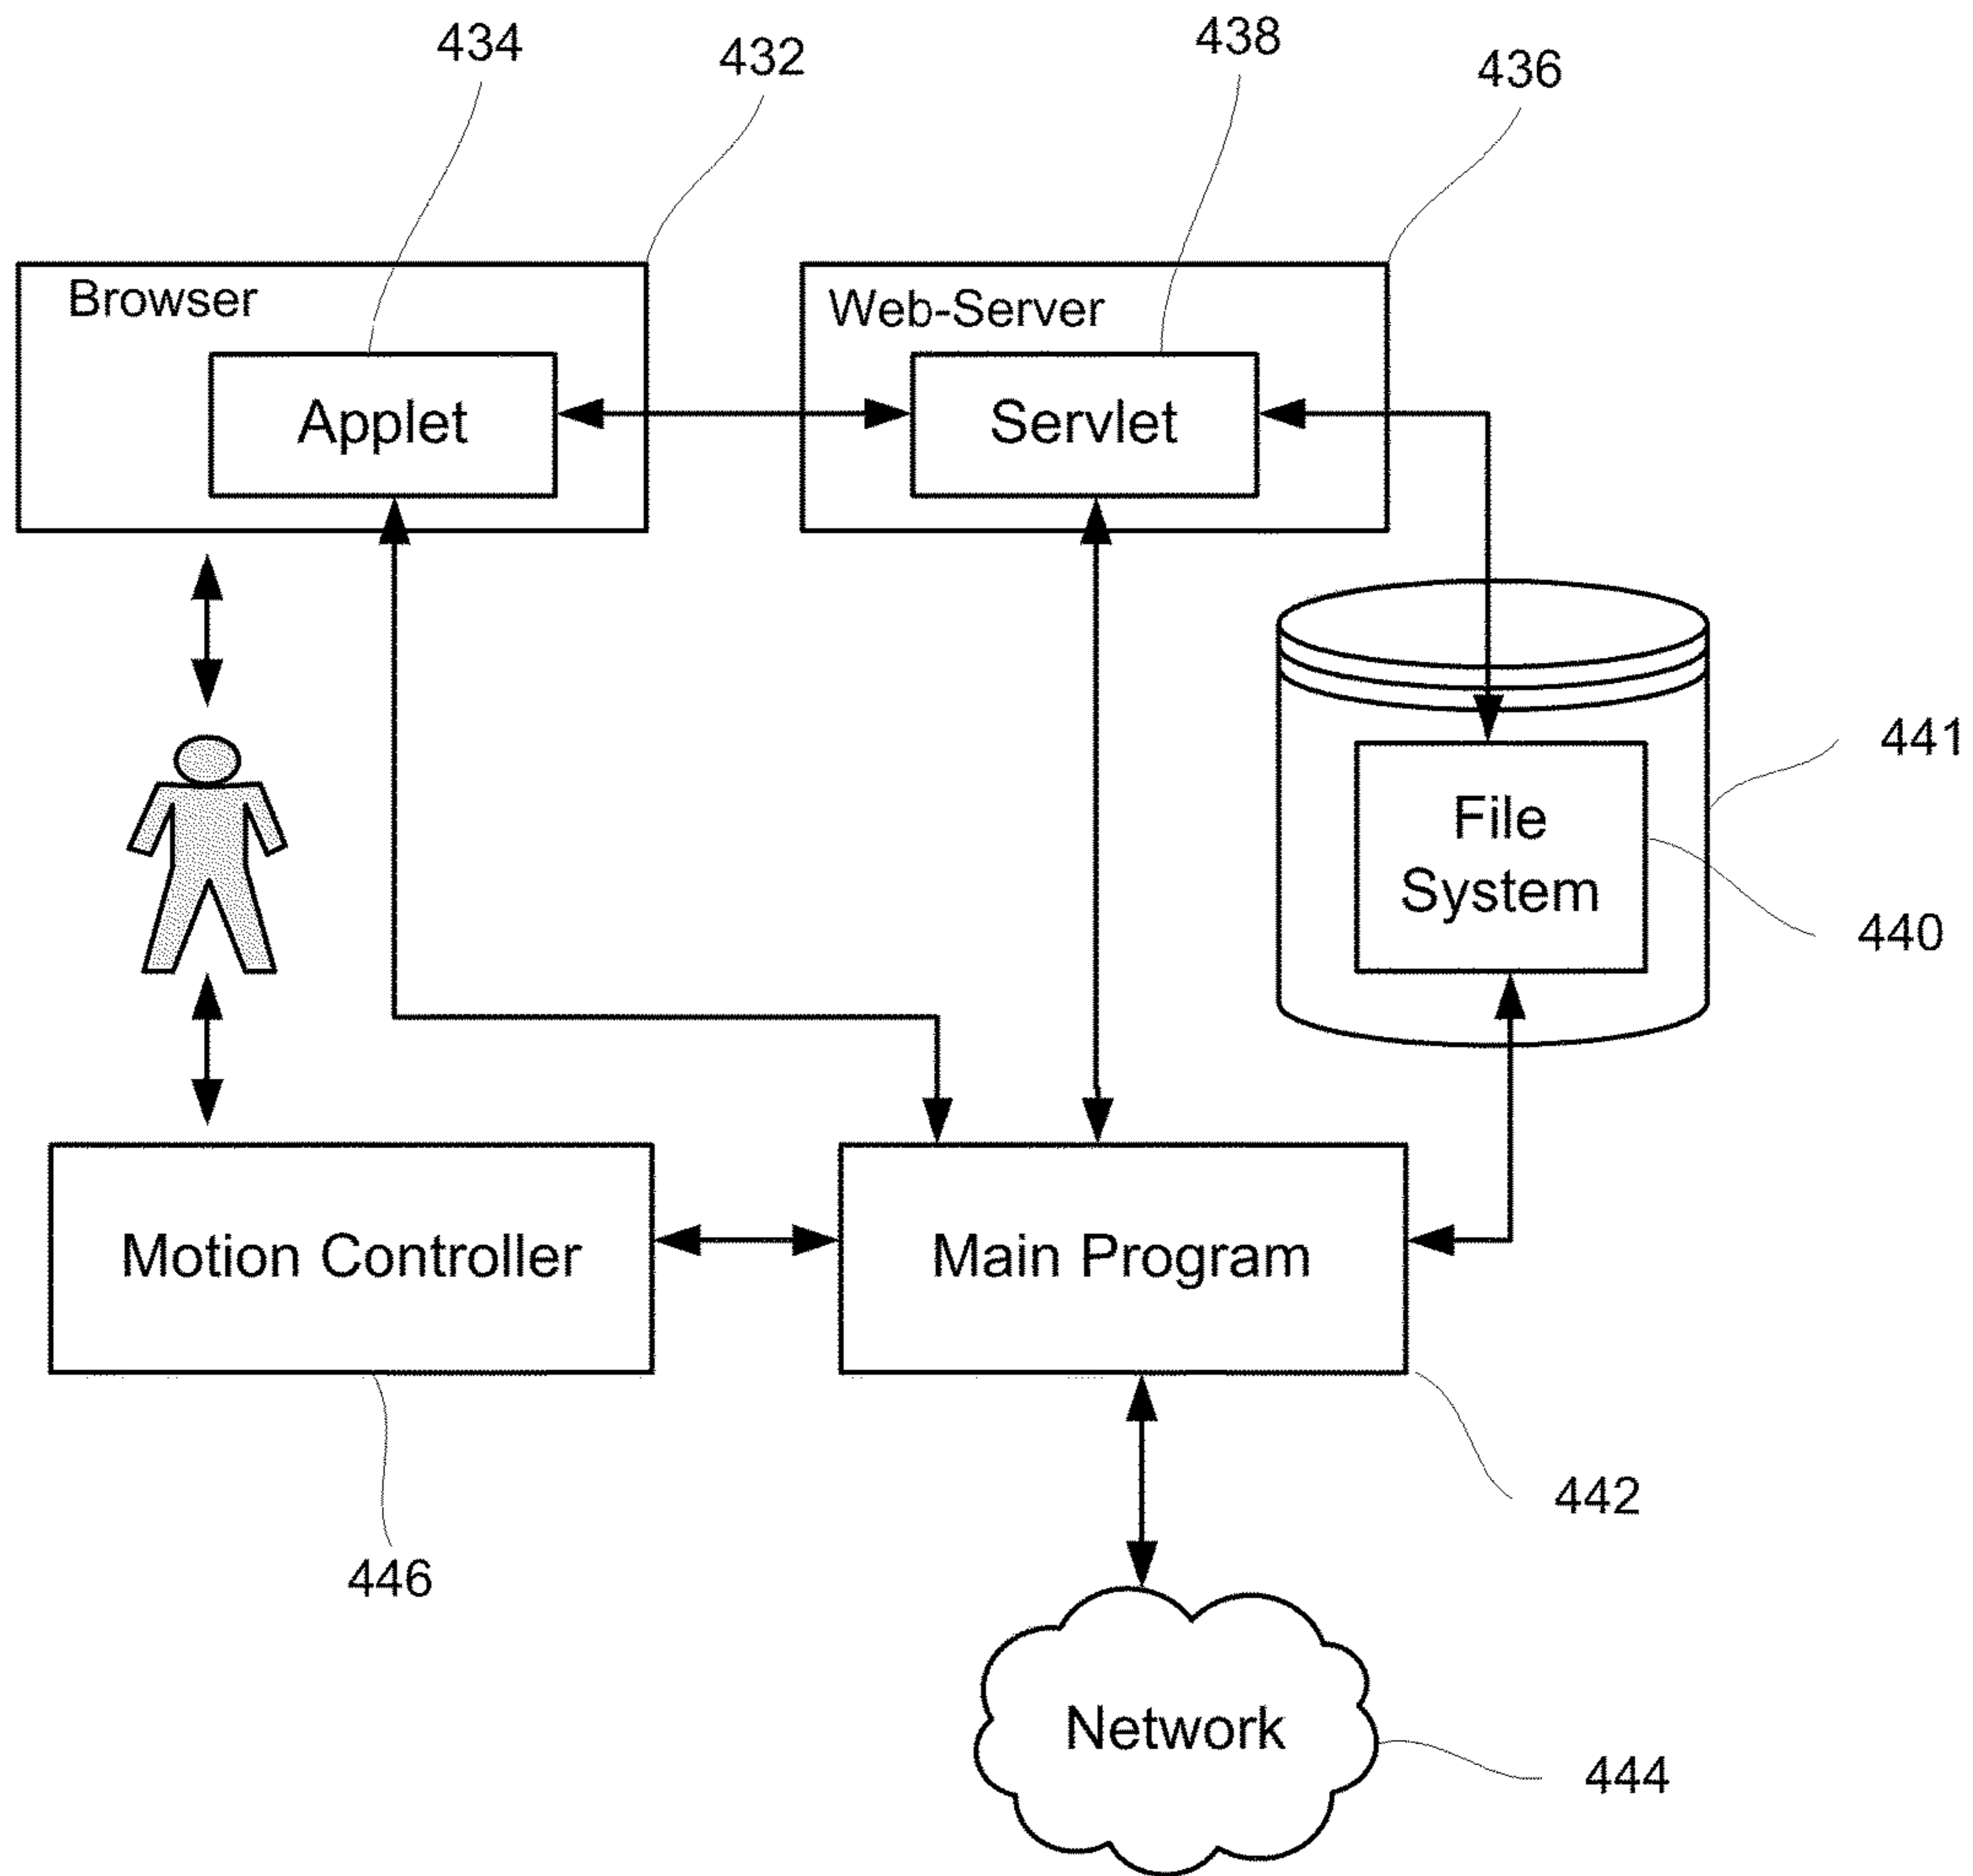 434
432
438
436
Browser
Web-Server
Applet
Servlet
441
File
System
440
Motion Controller
Main Program
442
446
Network
444